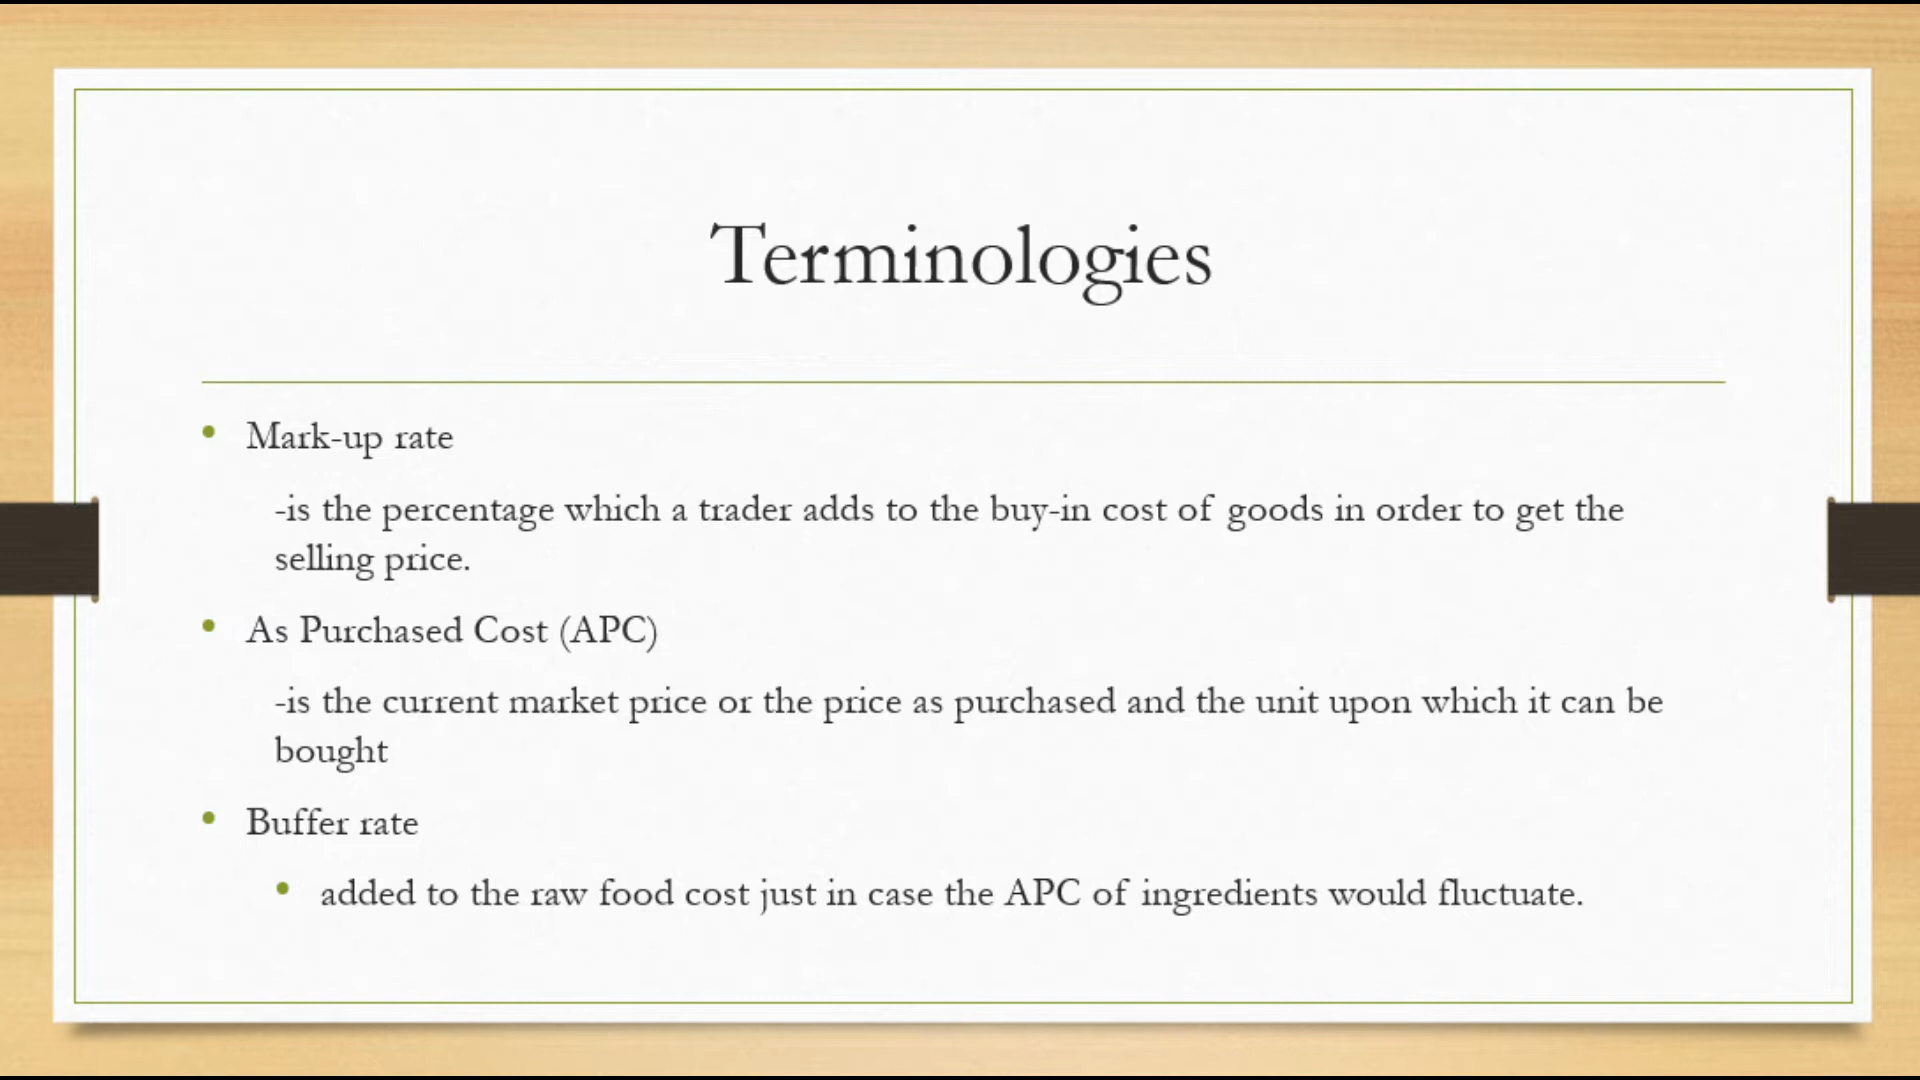 Terminologies
• Mark-up rate
-is the percentage which a trader adds to the buy-in cost of goods in order to get the
selling price.
• As Purchased Cost (APC)
-is the current market price or the price as purchased and the unit upon which it can be
bought
• Buffer rate
• added to the raw food cost just in case the APC of ingredients would fluctuate.